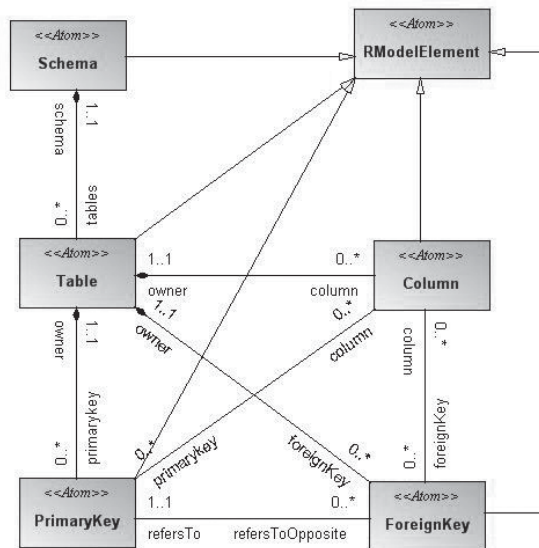 <<Atom>>
Schema
<<Atom>>
RModelElement
1..1
schema
0..*
tables
<<Atom>>
Table
1..1
owner
0..*
column
<<Atom>>
Column
1..1
owner
1..1
owner
0..*
column
0..*
column
primarykey
0..*
0..*
primarykey
foreignKey
0..*
foreignKey
0..*
<<Atom>>
PrimaryKey
1..1
refersTo
0..*
refersToOpposite
<<Atom>>
ForeignKey